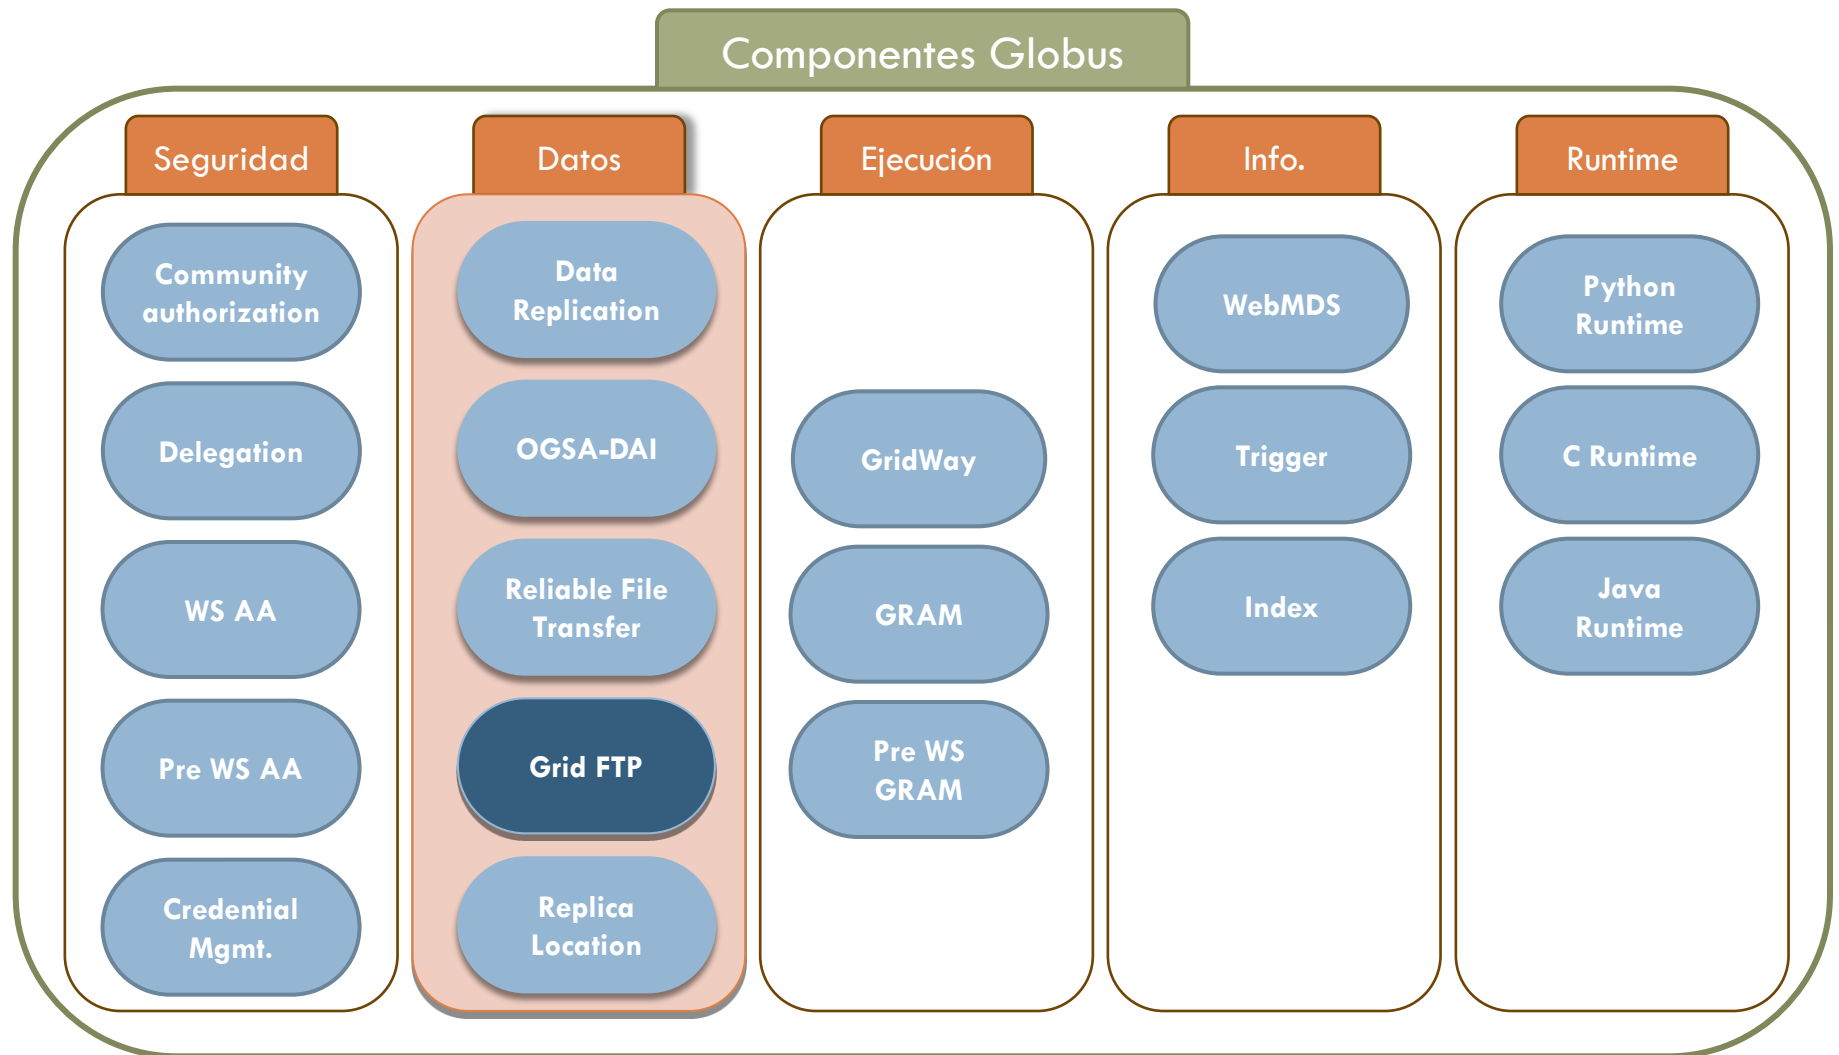 Componentes Globus
Seguridad
Community
authorization
Delegation
WS AA
Pre WS AA
Credential
Mgmt.
Datos
Data
Replication
OGSA-DAI
Reliable File
Transfer
Grid FTP
Replica
Location
Ejecución
GridWay
GRAM
Pre WS
GRAM
Info.
WebMDS
Trigger
Index
Runtime
Python
Runtime
C Runtime
Java
Runtime